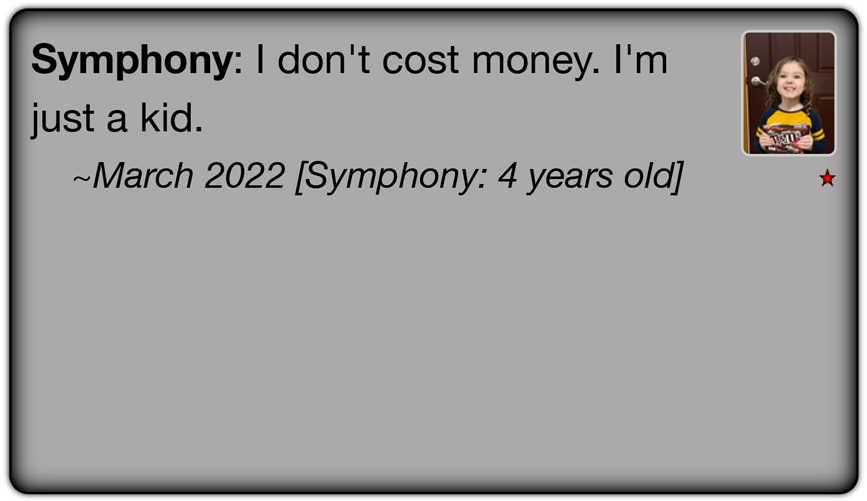 Symphony: I don't cost money. I'm
just a kid.
~March 2022 [Symphony: 4 years old]